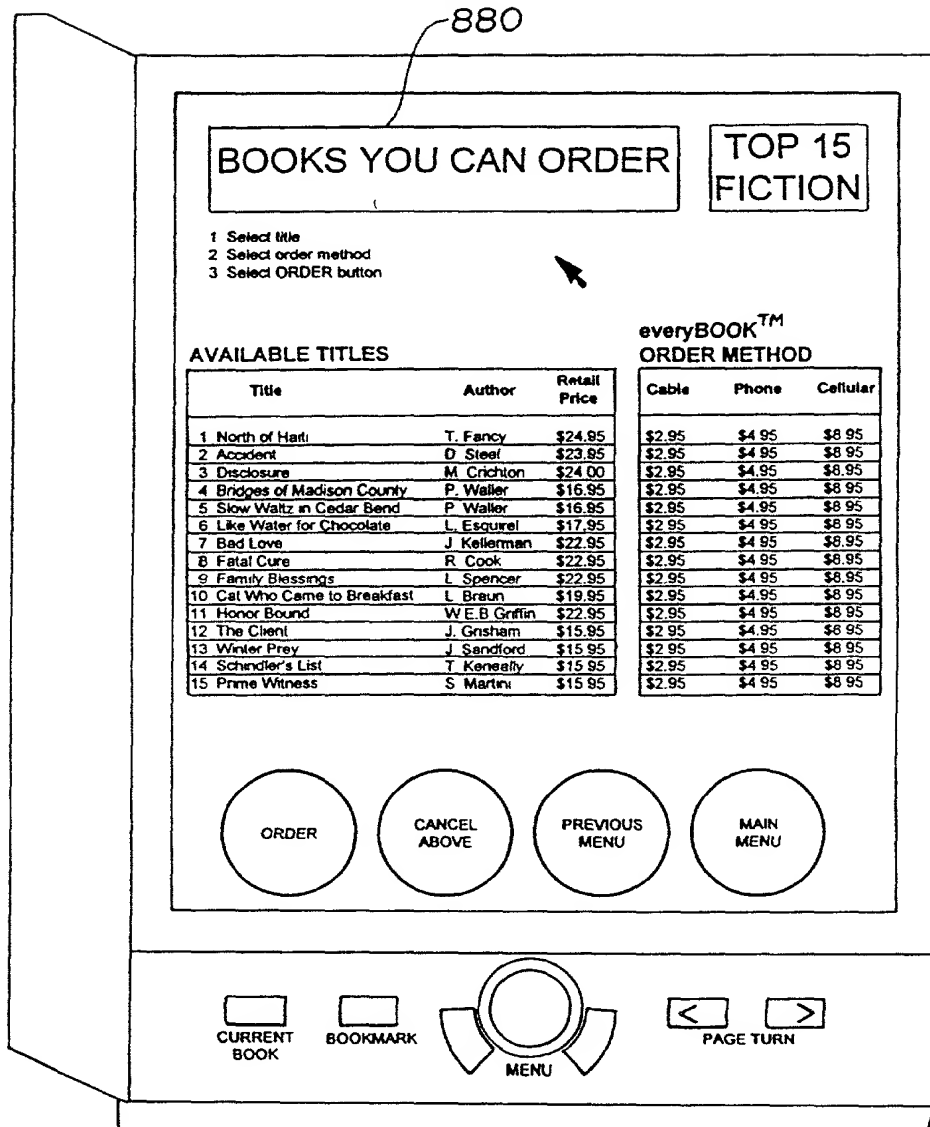 880
BOOKS YOU CAN ORDER
TOP 15
FICTION
1 Select title
2 Select order method
3 Select ORDER button
everyBOOK™
AVAILABLE TITLES ORDER METHOD
Title Author Retail Price Cable Phone Cellular
1 North of Haiti T. Fancy $24.95 $2.95 $4 95 $8 95
2 Accident D Steel $23.95 $2.95 $4.95 $8 95
3 Disclosure M Crichton $24 00 $2.95 $4.95 $8.95
4 Bridges of Madison County P. Waller $16.95 $2.95 $4.95 $8 95
5 Slow Waltz in Cedar Bend P Waller $16.95 $2.95 $4.95 $8 95
6 Like Water for Chocolate L. Esquirel $17,95 $2 95 $4 95 $8 95
7 Bad Love J Kellerman $22.95 $2.95 $4 95 $8.95
8 Fatal Cure R Cook $22.95 $2.95 $4 95 $8.95
9 Family Blessings L Spencer $22.95 $2.95 $4 95 $8.95
10 Cat Who Came to Breakfast L Braun $19.95 $2.95 $4 95 $8 95
11 Honor Bound W E.B Griffin $22.95 $2.95 $4 95 $8 95
12 The Client J. Grisham $15.95 $2 95 $4.95 $8 95
13 Winter Prey J Sandford $15 95 $2 95 $4 95 $8 95
14 Schindler's List T Keneally $15 95 $2.95 $4 95 $8 95
15 Prime Witness S Martini $15 95 $2.95 $4 95 $8 95
ORDER
CANCEL
ABOVE
PREVIOUS
MENU
MAIN
MENU
CURRENT
BOOK
BOOKMARK
MENU
< >
PAGE TURN